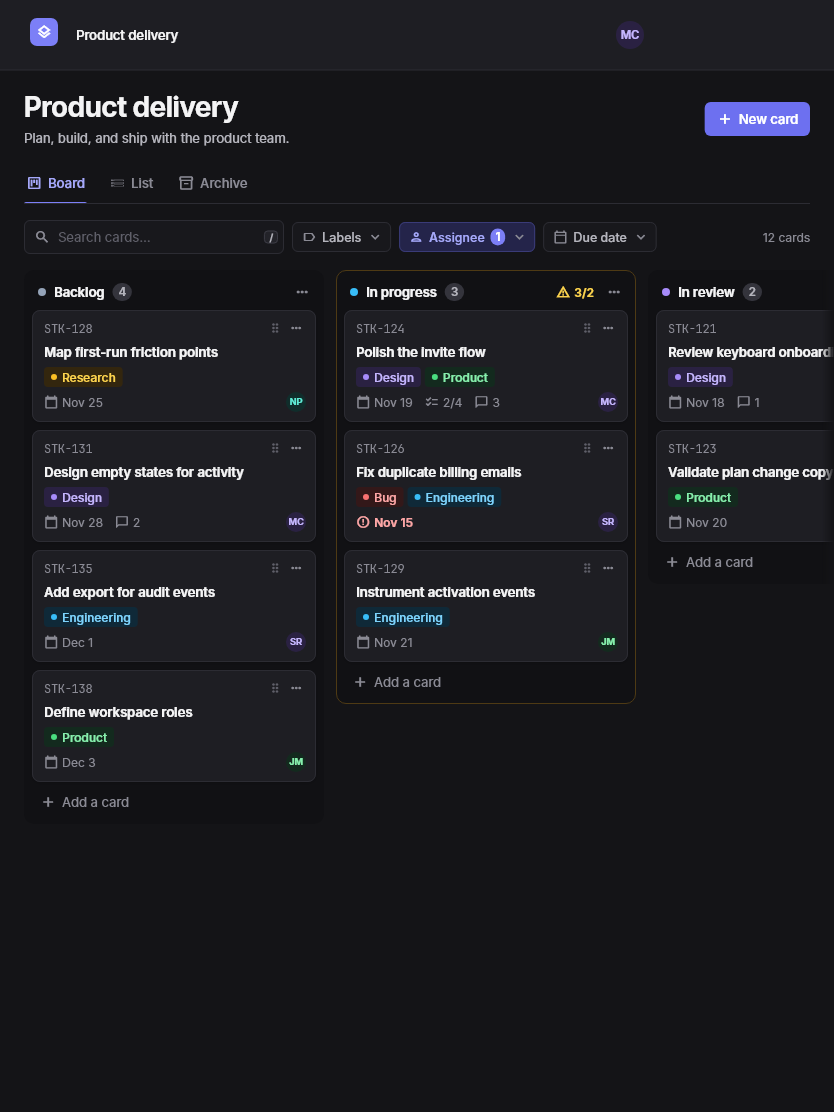 Product delivery
MC
Product delivery
Plan, build, and ship with the product team.
New card
Board
List
Archive
Search cards...
/
Labels
Assignee 1
Due date
12 cards
Backlog 4
STK-128
Map first-run friction points
Research
Nov 25
NP
STK-131
Design empty states for activity
Design
Nov 28 2
MC
STK-135
Add export for audit events
Engineering
Dec 1
SR
STK-138
Define workspace roles
Product
Dec 3
JM
Add a card
In progress 3
3/2
STK-124
Polish the invite flow
Design Product
Nov 19 2/4 3
MC
STK-126
Fix duplicate billing emails
Bug Engineering
Nov 15
SR
STK-129
Instrument activation events
Engineering
Nov 21
JM
Add a card
In review 2
STK-121
Review keyboard onboard
Design
Nov 18 1
STK-123
Validate plan change copy
Product
Nov 20
Add a card